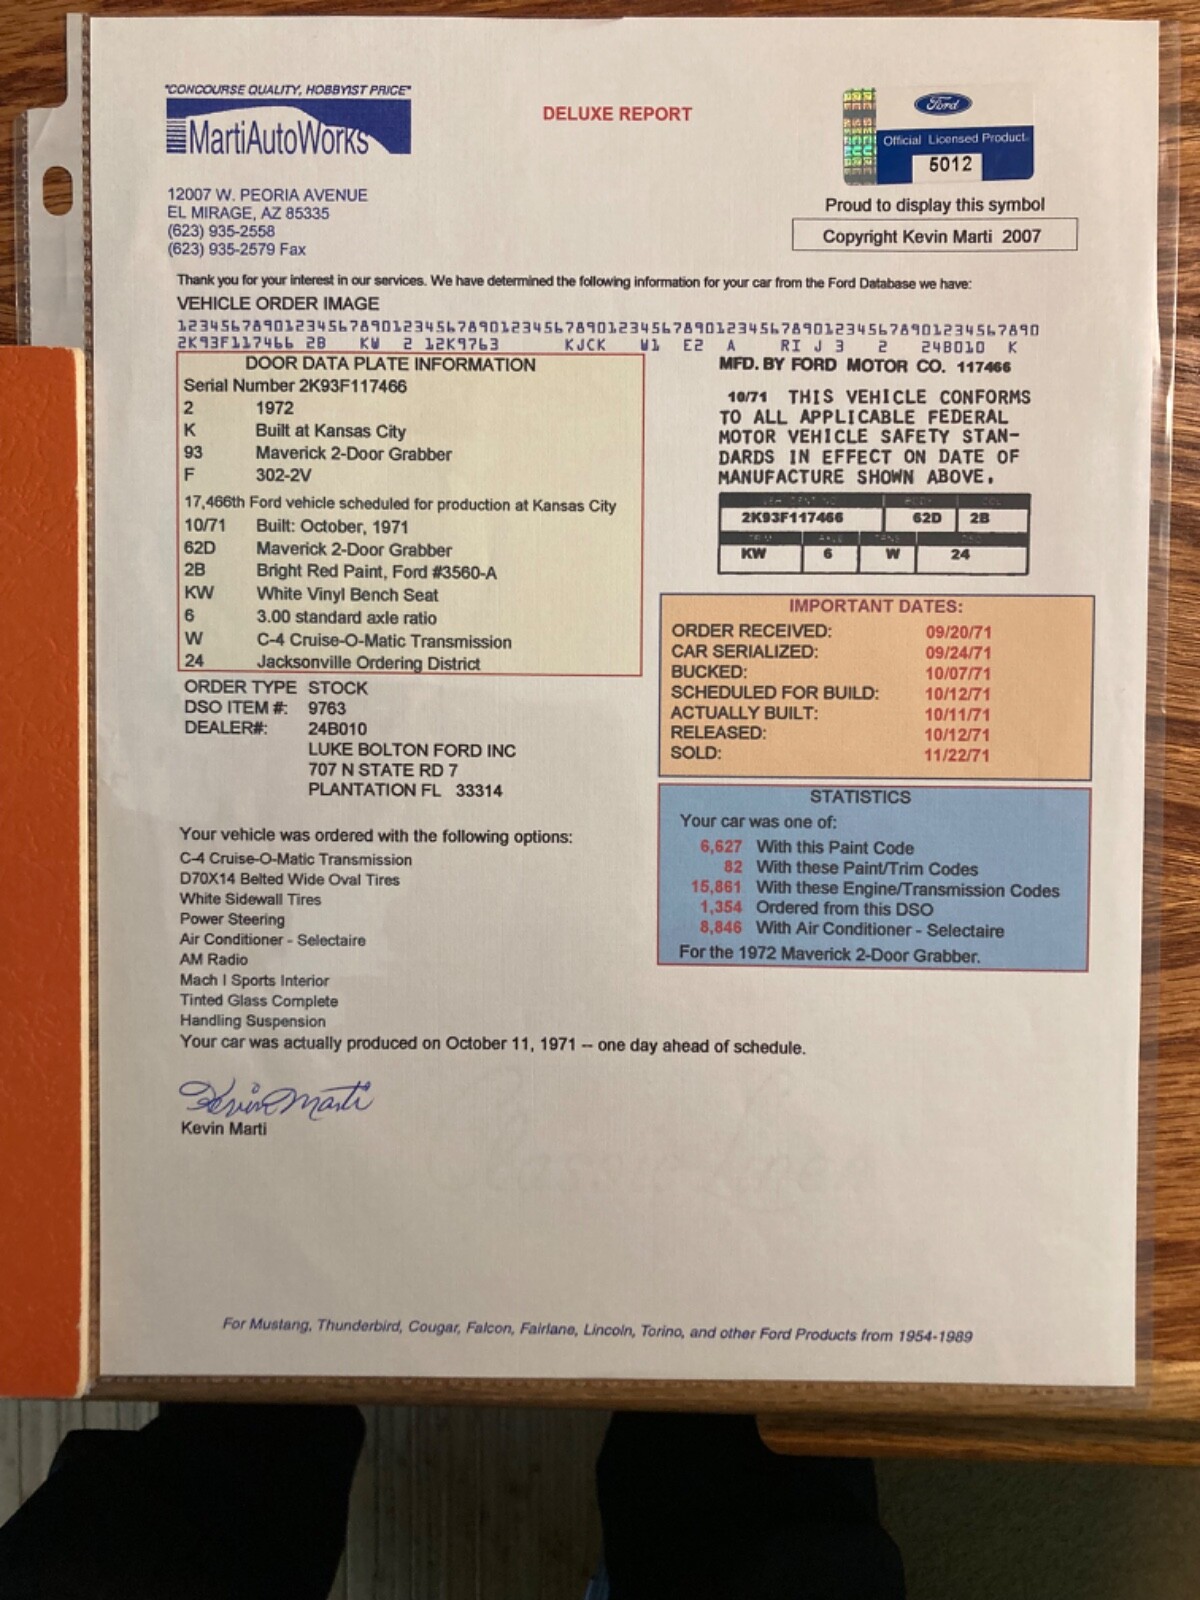 "CONCOURSE QUALITY, HOBBYIST PRICE"
MartiAutoWorks
DELUXE REPORT
Ford
Official Licensed Product
5012
12007 W. PEORIA AVENUE
EL MIRAGE, AZ 85335
(623) 935-2558
(623) 935-2579 Fax
Proud to display this symbol
Copyright Kevin Marti 2007
Thank you for your interest in our services. We have determined the following information for your car from the Ford Database we have:
VEHICLE ORDER IMAGE
12345678901234567890123456789012345678901234567890123456789012345678901234567890
2K93F117466 2B KW 2 12K9763 KJCK W1 E2 A RI J 3 2 24B010 K
DOOR DATA PLATE INFORMATION
Serial Number 2K93F117466
2 1972
K Built at Kansas City
93 Maverick 2-Door Grabber
F 302-2V
17,466th Ford vehicle scheduled for production at Kansas City
10/71 Built: October, 1971
62D Maverick 2-Door Grabber
2B Bright Red Paint, Ford #3560-A
KW White Vinyl Bench Seat
6 3.00 standard axle ratio
W C-4 Cruise-O-Matic Transmission
24 Jacksonville Ordering District
MFD. BY FORD MOTOR CO. 117466
10/71 THIS VEHICLE CONFORMS
TO ALL APPLICABLE FEDERAL
MOTOR VEHICLE SAFETY STAN-
DARDS IN EFFECT ON DATE OF
MANUFACTURE SHOWN ABOVE.
2K93F117466 62D 2B
KW 6 W 24
IMPORTANT DATES:
ORDER RECEIVED: 09/20/71
CAR SERIALIZED: 09/24/71
BUCKED: 10/07/71
SCHEDULED FOR BUILD: 10/12/71
ACTUALLY BUILT: 10/11/71
RELEASED: 10/12/71
SOLD: 11/22/71
ORDER TYPE STOCK
DSO ITEM #: 9763
DEALER#: 24B010
LUKE BOLTON FORD INC
707 N STATE RD 7
PLANTATION FL 33314
STATISTICS
Your car was one of:
6,627 With this Paint Code
82 With these Paint/Trim Codes
15,861 With these Engine/Transmission Codes
1,354 Ordered from this DSO
8,846 With Air Conditioner - Selectaire
For the 1972 Maverick 2-Door Grabber.
Your vehicle was ordered with the following options:
C-4 Cruise-O-Matic Transmission
D70X14 Belted Wide Oval Tires
White Sidewall Tires
Power Steering
Air Conditioner - Selectaire
AM Radio
Mach I Sports Interior
Tinted Glass Complete
Handling Suspension
Your car was actually produced on October 11, 1971 -- one day ahead of schedule.
Kevin Marti
Kevin Marti
For Mustang, Thunderbird, Cougar, Falcon, Fairlane, Lincoln, Torino, and other Ford Products from 1954-1989